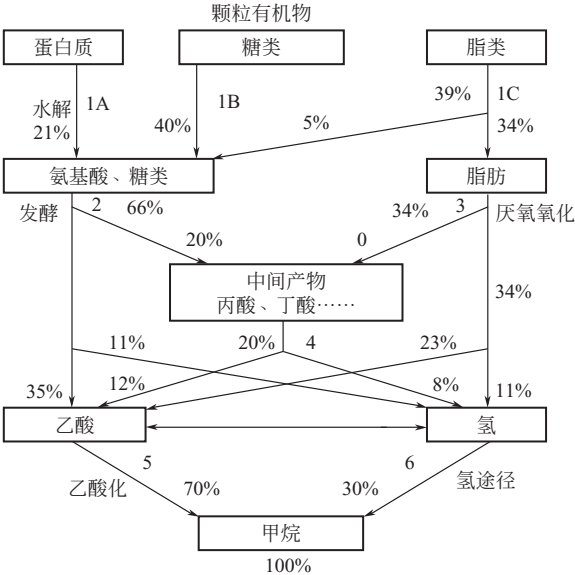 颗粒有机物
蛋白质
糖类
脂类
水解
21%
1A
40%
1B
5%
39%
1C
34%
氨基酸、糖类
脂肪
发酵
2
66%
34%
3
厌氧氧化
20%
0
中间产物
丙酸、丁酸……
34%
11%
20%
4
23%
35%
12%
8%
11%
乙酸
氢
5
6
乙酸化
70%
30%
氢途径
甲烷
100%